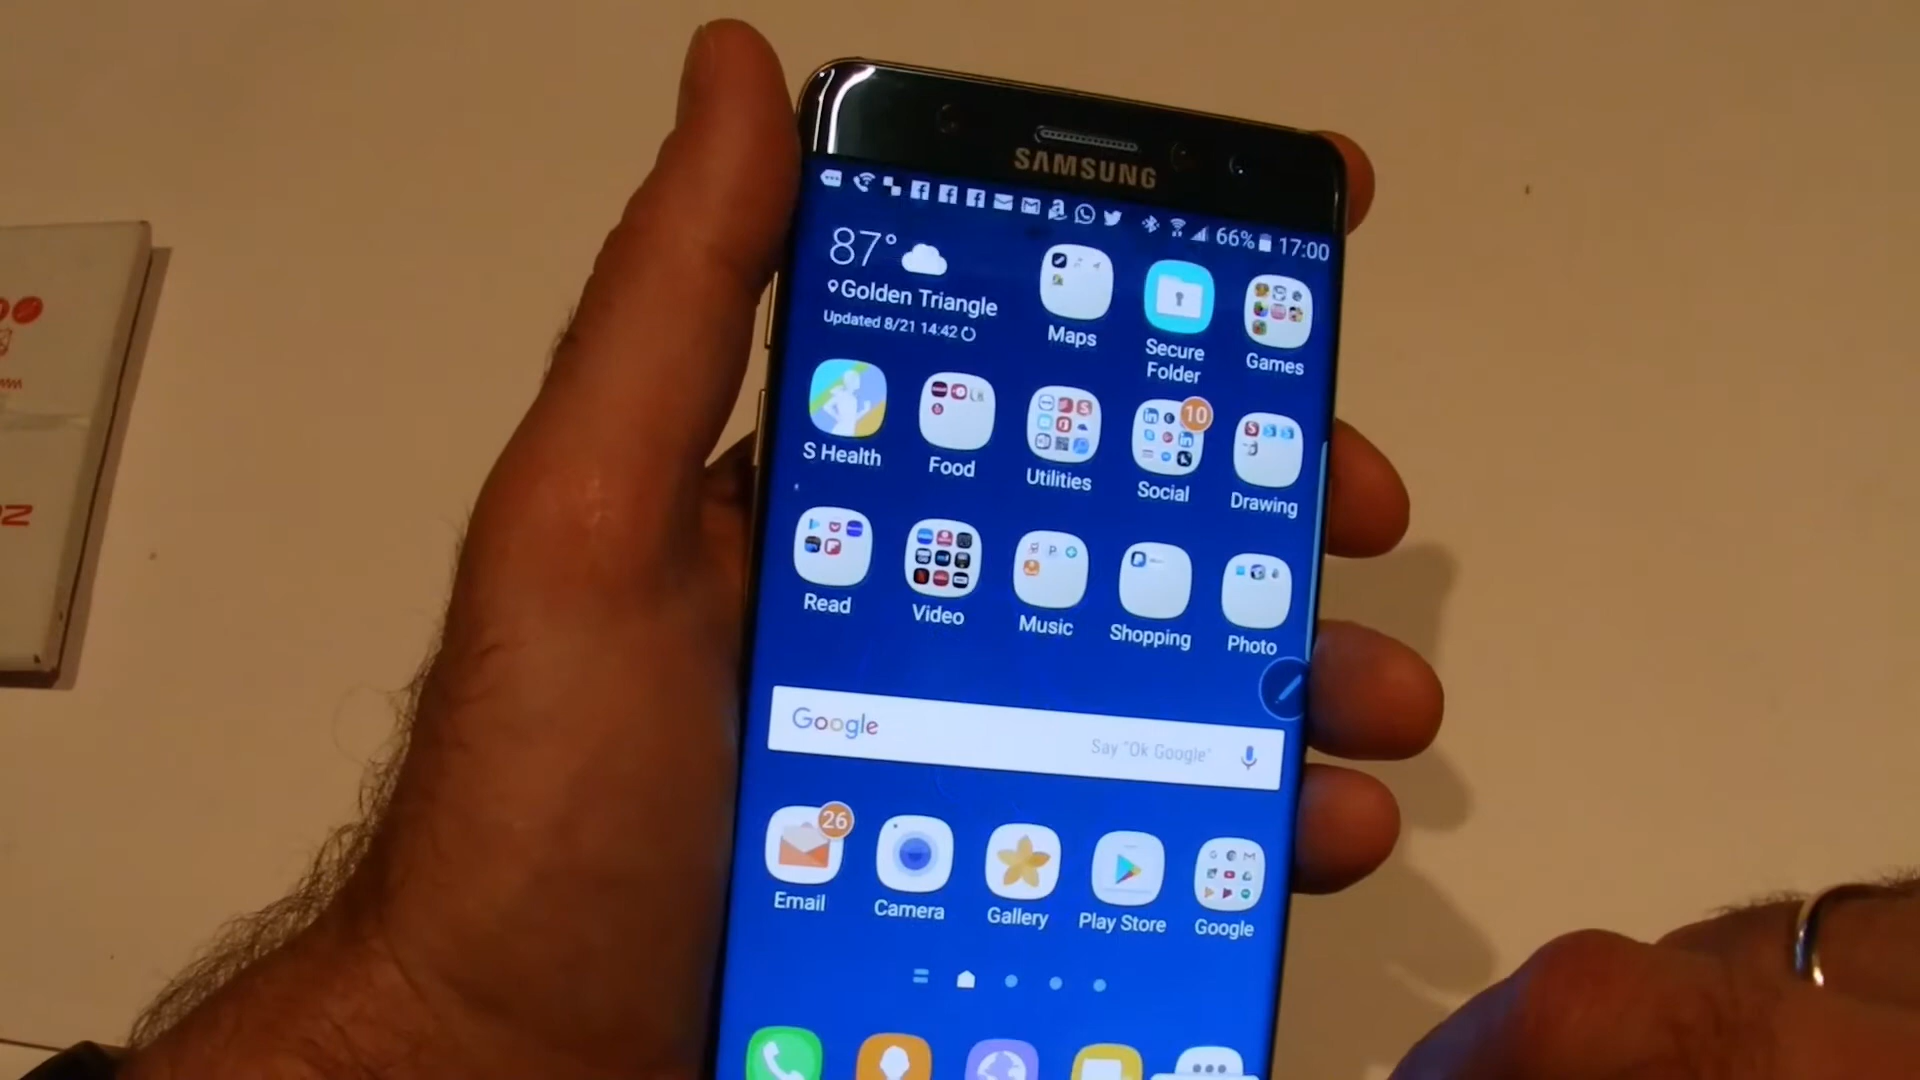 SAMSUNG
66% 17:00
87°
Golden Triangle
Updated 8/21 14:42
Maps
Secure Folder
Games
S Health
Food
Utilities
10
Social
Drawing
Read
Video
Music
Shopping
Photo
Google
Say "Ok Google"
26
Email
Camera
Gallery
Play Store
Google